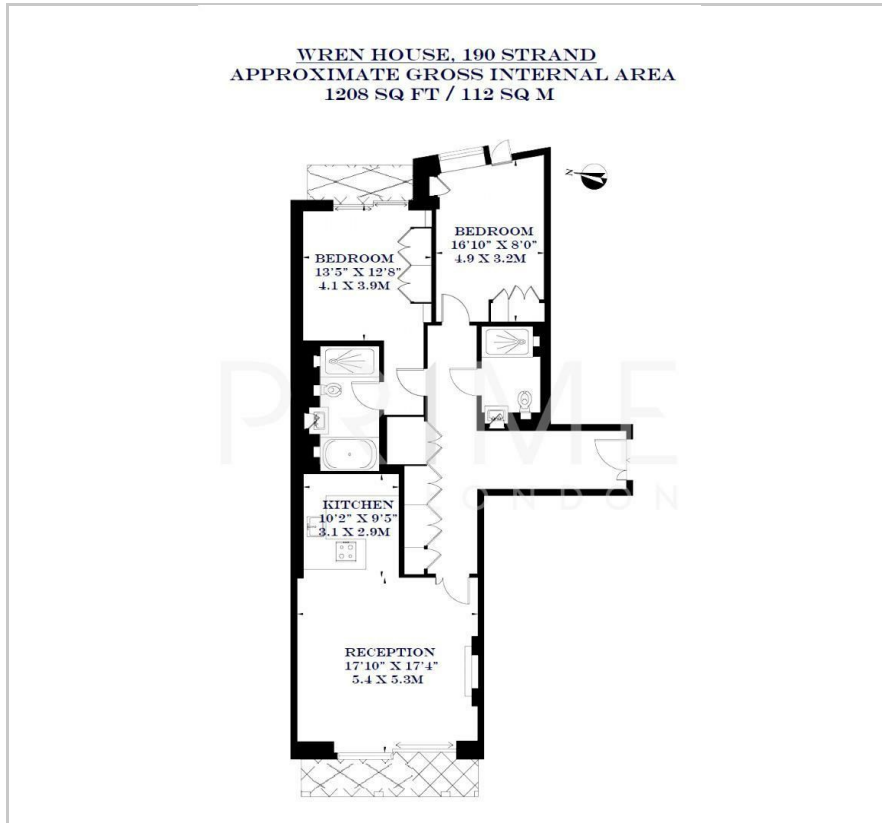 WREN HOUSE, 190 STRAND
APPROXIMATE GROSS INTERNAL AREA
1208 SQ FT / 112 SQ M
N
BEDROOM
16'10" X 8'0"
4.9 X 3.2M
BEDROOM
13'5" X 12'8"
4.1 X 3.9M
PRIME
LONDON
KITCHEN
10'2" X 9'5"
3.1 X 2.9M
RECEPTION
17'10" X 17'4"
5.4 X 5.3M